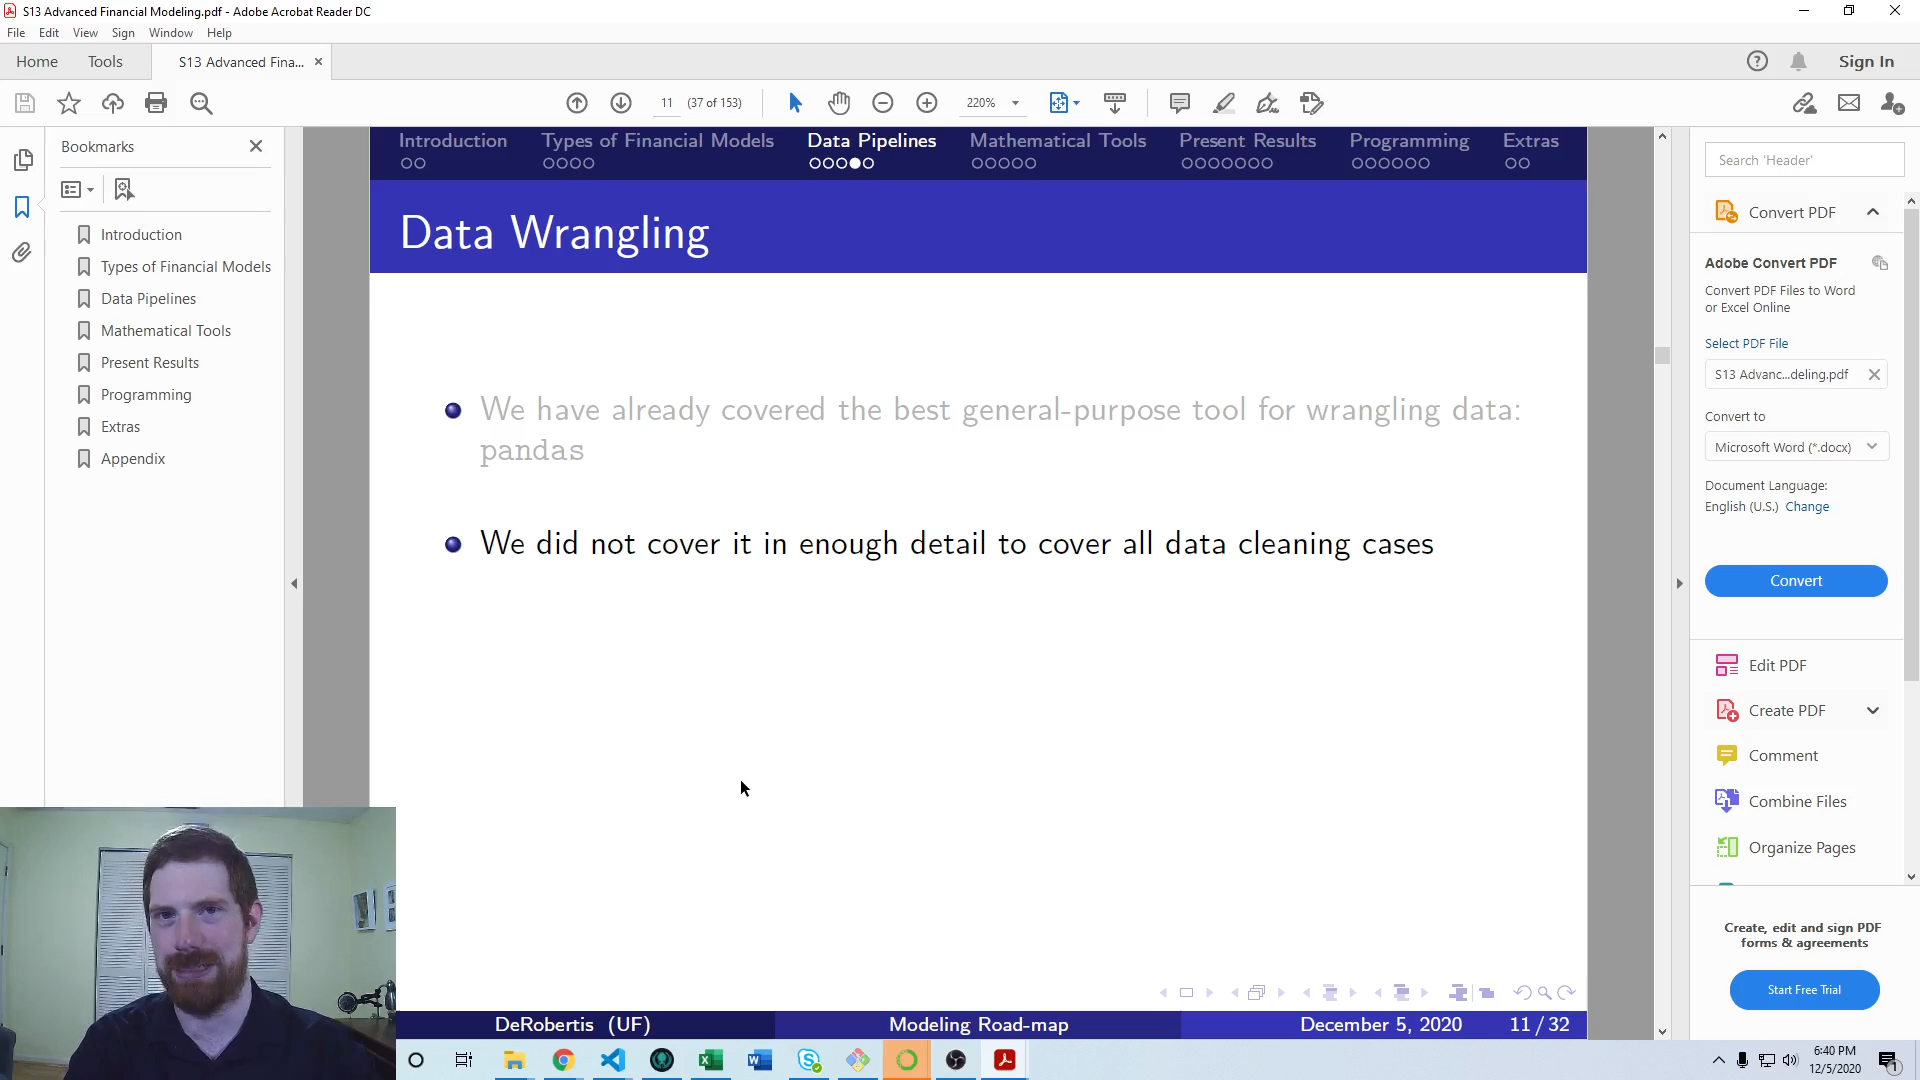 S13 Advanced Financial Modeling.pdf - Adobe Acrobat Reader DC
File Edit View Sign Window Help
Home Tools S13 Advanced Fina... Sign In
11 (37 of 153) 220%
Bookmarks
Introduction
Types of Financial Models
Data Pipelines
Mathematical Tools
Present Results
Programming
Extras
Appendix
Introduction Types of Financial Models Data Pipelines Mathematical Tools Present Results Programming Extras
Data Wrangling
We have already covered the best general-purpose tool for wrangling data:
pandas
We did not cover it in enough detail to cover all data cleaning cases
DeRobertis (UF) Modeling Road-map December 5, 2020 11 / 32
Search 'Header'
Convert PDF
Adobe Convert PDF
Convert PDF Files to Word
or Excel Online
Select PDF File
S13 Advanc...deling.pdf
Convert to
Microsoft Word (*.docx)
Document Language:
English (U.S.) Change
Convert
Edit PDF
Create PDF
Comment
Combine Files
Organize Pages
Create, edit and sign PDF
forms & agreements
Start Free Trial
6:40 PM
12/5/2020
1